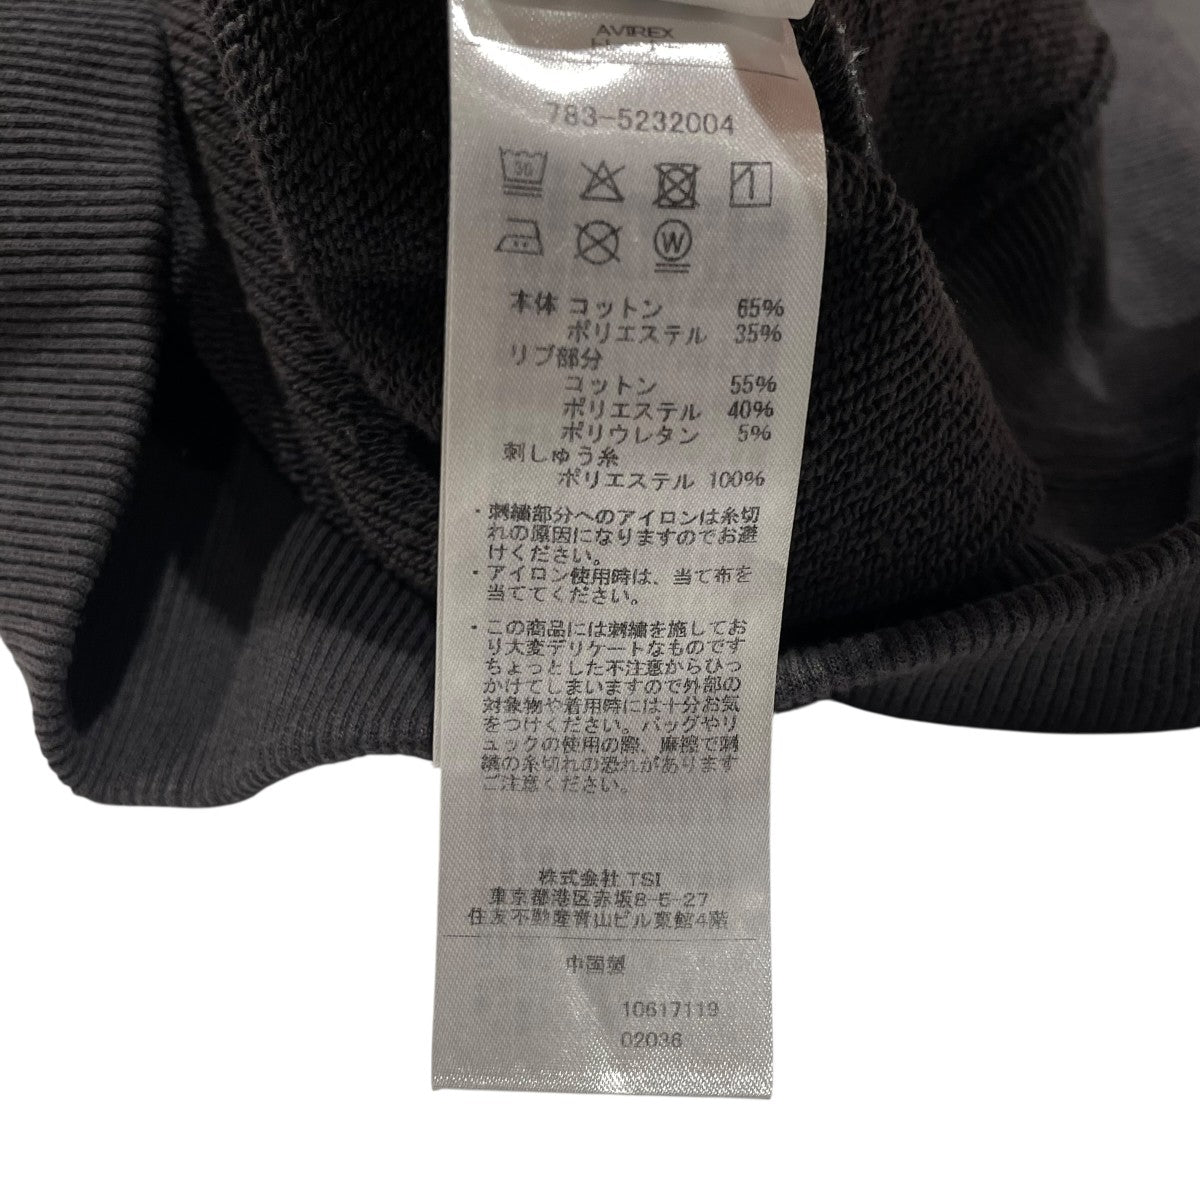 AVIREX
783-5232004
30
W
本体 コットン 65%
ポリエステル 35%
リブ部分
コットン 55%
ポリエステル 40%
ポリウレタン 5%
刺しゅう糸
ポリエステル 100%
・刺繍部分へのアイロンは糸切
れの原因になりますのでお避
けください。
・アイロン使用時は、当て布を
当ててください。
・この商品には刺繍を施してお
り大変デリケートなものです
ちょっとした不注意からひっ
かけてしまいますので外部の
対象物や着用時には十分お気
をつけください。バッグやリ
ュックの使用の際、摩擦で刺
繍の糸切れの恐れがあります
ご注意ください。
株式会社 TSI
東京都港区赤坂8-5-27
住友不動産青山ビル東館4階
中国製
10617119
02036